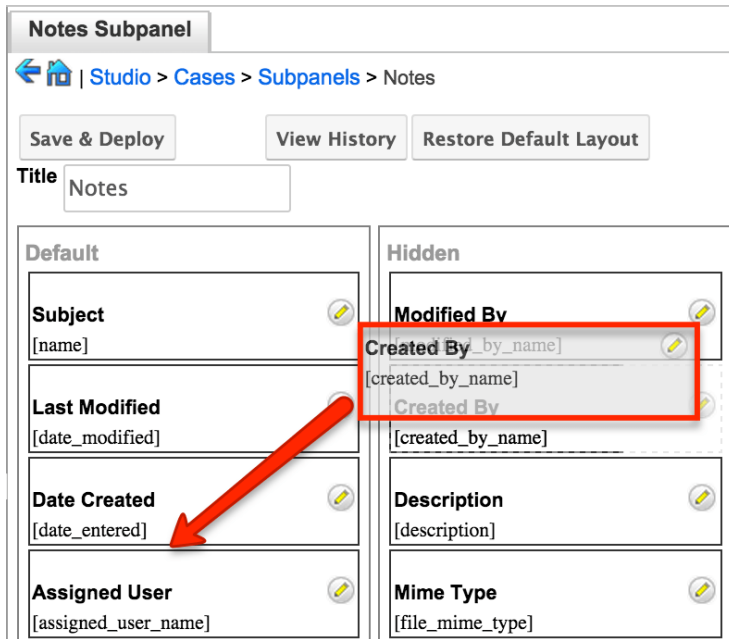 Notes Subpanel
| Studio > Cases > Subpanels > Notes
Save & Deploy View History Restore Default Layout
Title Notes
Default
Subject
[name]
Last Modified
[date_modified]
Date Created
[date_entered]
Assigned User
[assigned_user_name]
Hidden
Modified By
[modified_by_name]
Created By
[created_by_name]
Created By
[created_by_name]
Description
[description]
Mime Type
[file_mime_type]